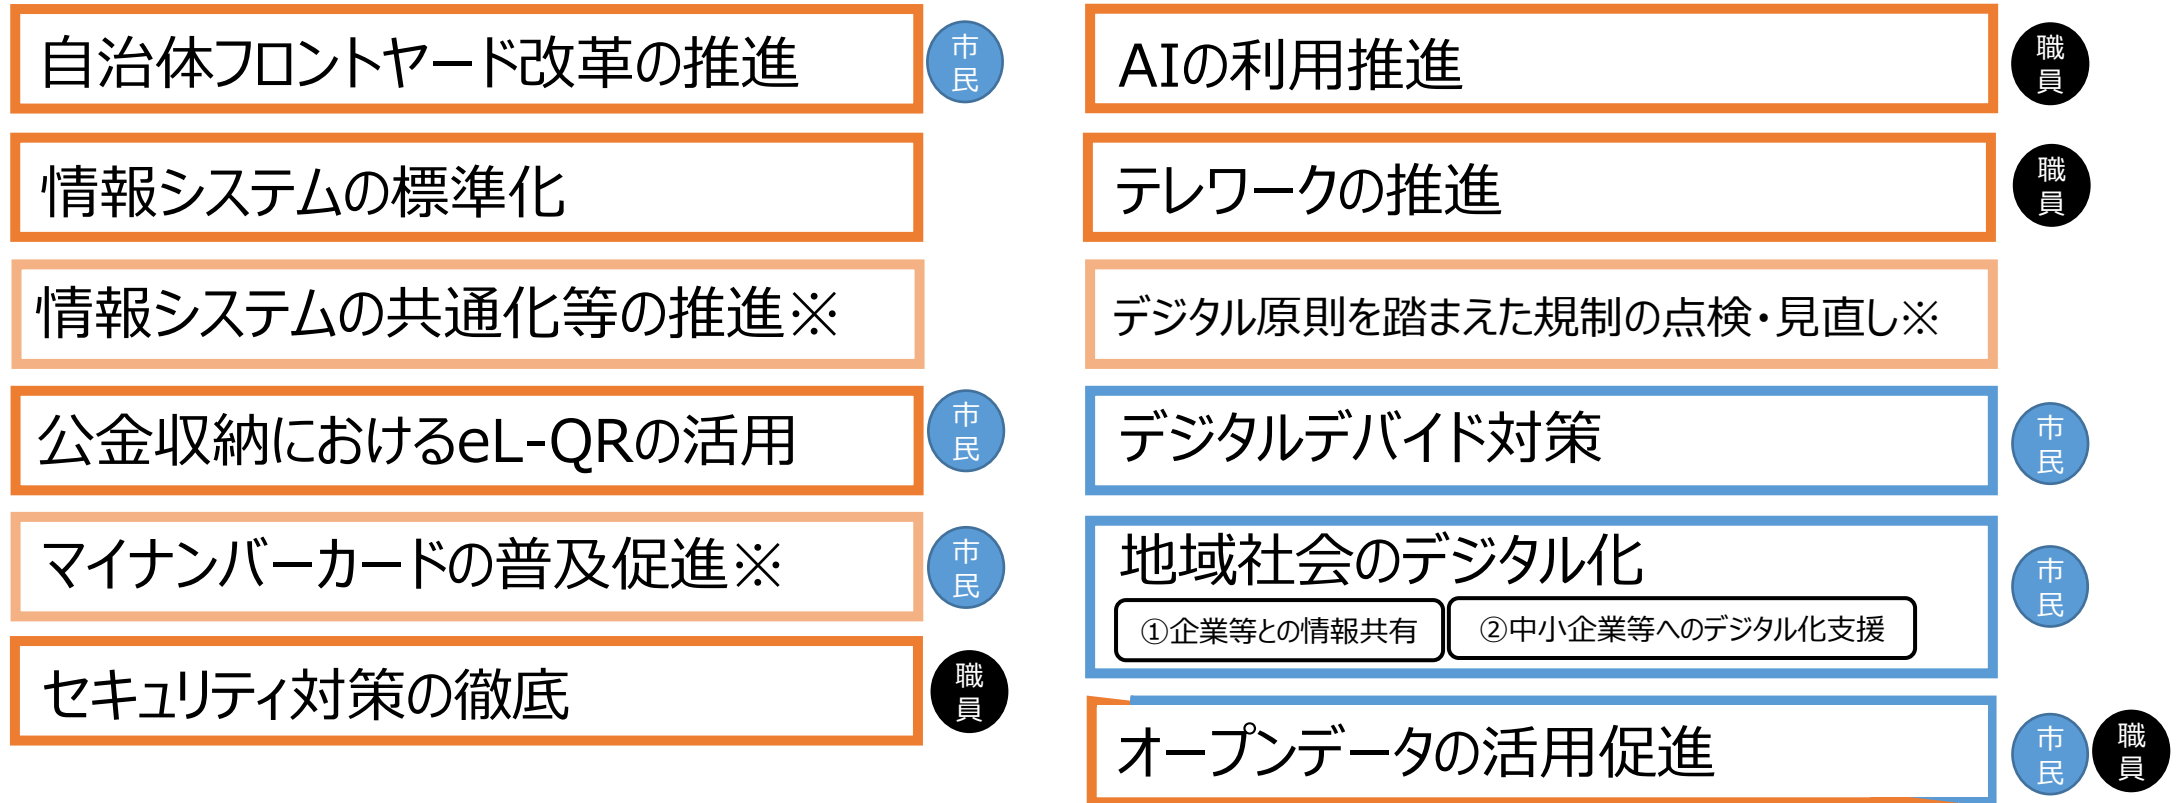 自治体フロントヤード改革の推進
市民
情報システムの標準化
情報システムの共通化等の推進※
公金収納におけるeL-QRの活用
市民
マイナンバーカードの普及促進※
市民
セキュリティ対策の徹底
職員
AIの利用推進
職員
テレワークの推進
職員
デジタル原則を踏まえた規制の点検・見直し※
デジタルデバイド対策
市民
地域社会のデジタル化
①企業等との情報共有
②中小企業等へのデジタル化支援
市民
オープンデータの活用促進
市民
職員